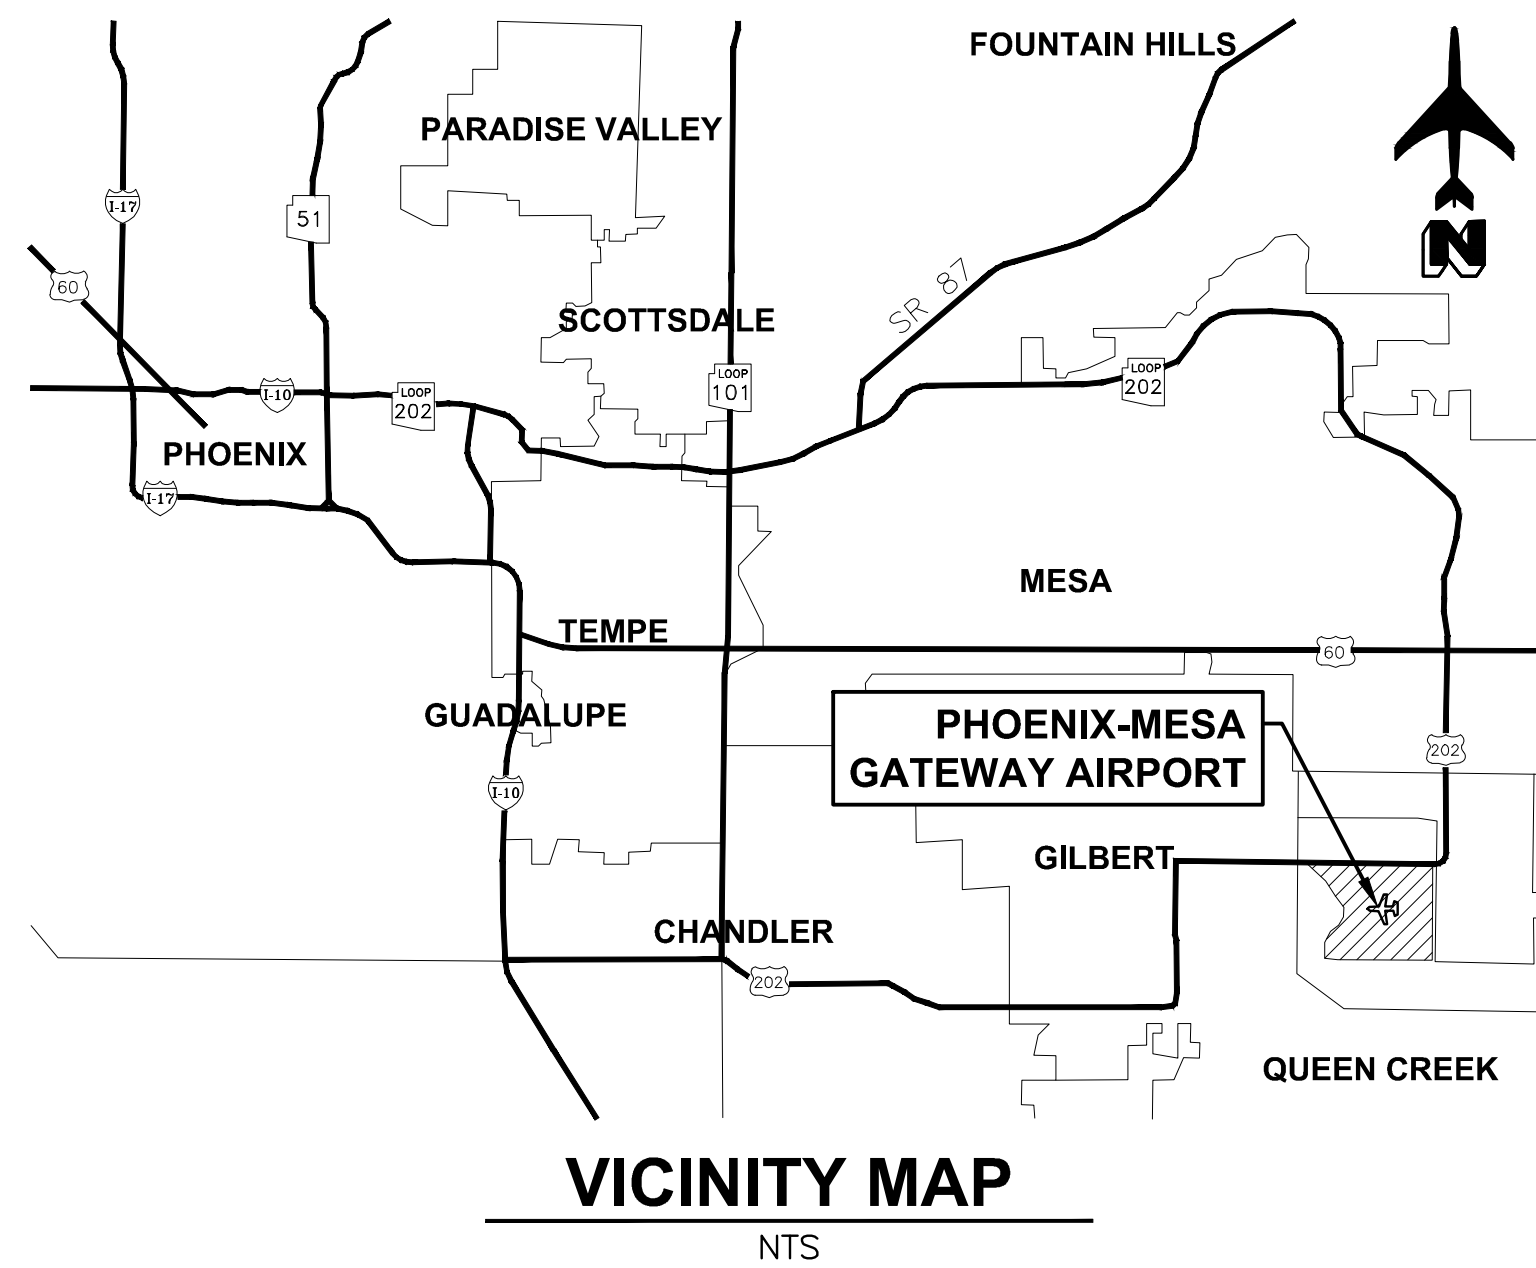 FOUNTAIN HILLS
PARADISE VALLEY
I-17
51
N
60
SR 87
SCOTTSDALE
LOOP
101
LOOP
202
I-10
LOOP
202
PHOENIX
I-17
MESA
TEMPE
60
GUADALUPE
PHOENIX-MESA
GATEWAY AIRPORT
202
I-10
GILBERT
CHANDLER
202
QUEEN CREEK
VICINITY MAP
NTS